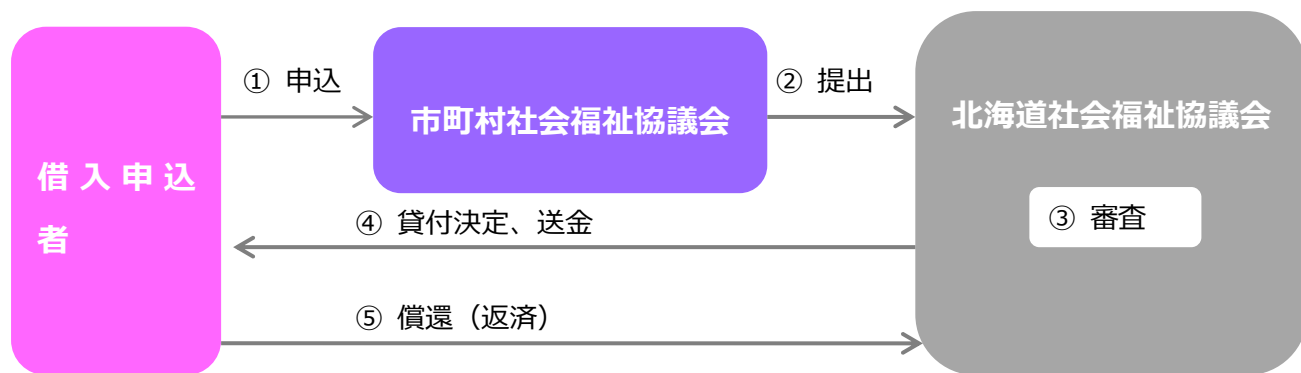 ① 申込
② 提出
市町村社会福祉協議会
北海道社会福祉協議会
借入申込
者
③ 審査
④ 貸付決定、送金
⑤ 償還（返済）